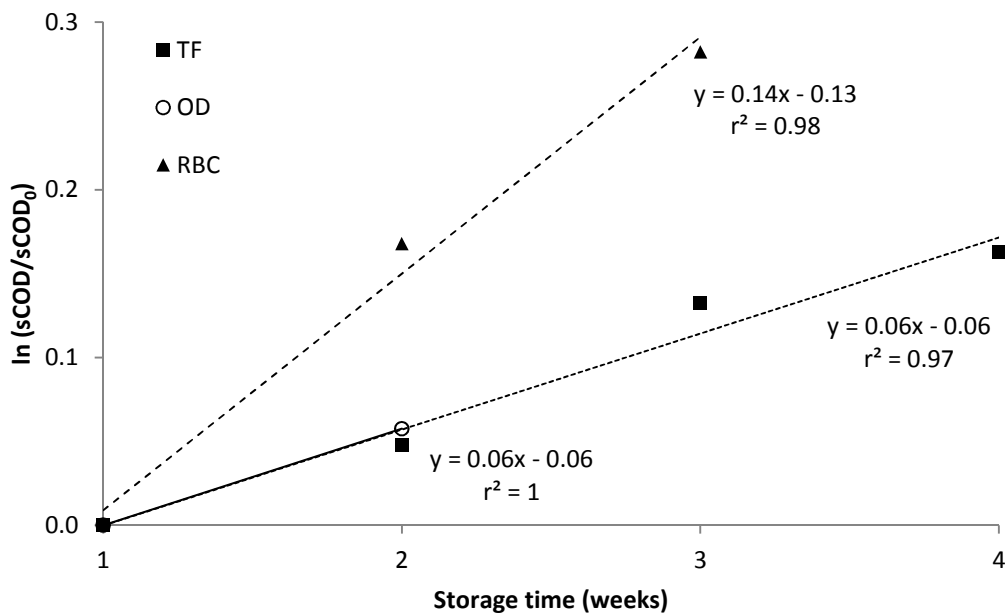 0.3
TF
OD
RBC
y = 0.14x - 0.13
r² = 0.98
0.2
ln (sCOD/sCOD₀)
0.1
y = 0.06x - 0.06
r² = 0.97
y = 0.06x - 0.06
r² = 1
0.0
1 2 3 4
Storage time (weeks)